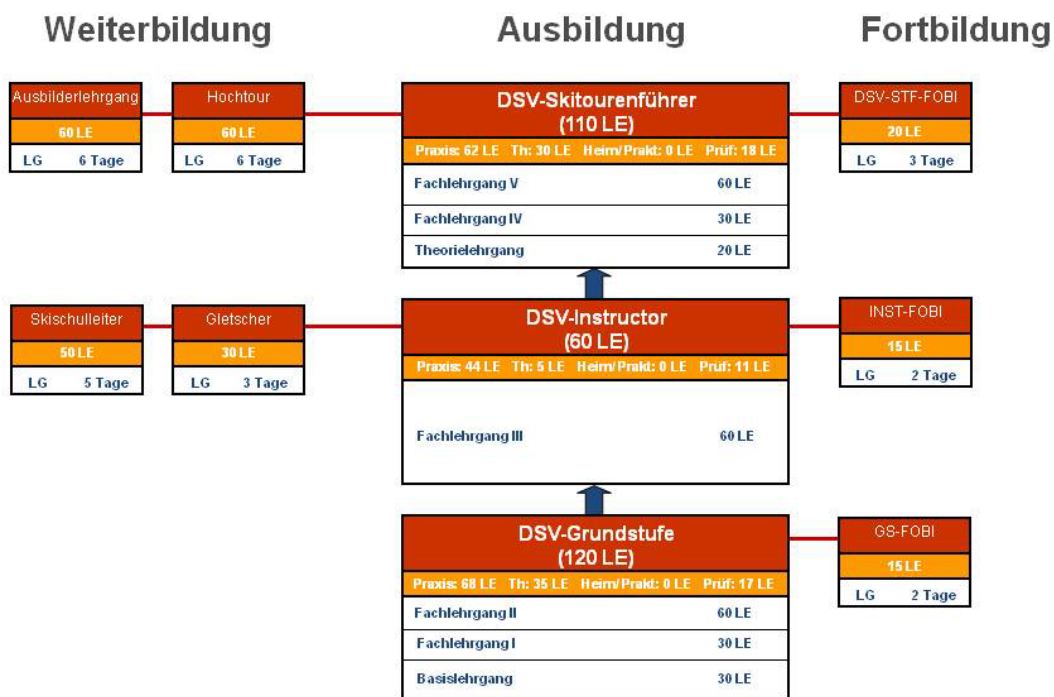 Weiterbildung
Ausbildung
Fortbildung
Ausbilderlehrgang
60 LE
LG 6 Tage
Hochtour
60 LE
LG 6 Tage
DSV-Skitourenführer
(110 LE)
Praxis: 62 LE Th: 30 LE Heim/Prakt: 0 LE Prüf: 18 LE
Fachlehrgang V 60 LE
Fachlehrgang IV 30 LE
Theorielehrgang 20 LE
DSV-STF-FOBI
20 LE
LG 3 Tage
Skischulleiter
50 LE
LG 5 Tage
Gletscher
30 LE
LG 3 Tage
DSV-Instructor
(60 LE)
Praxis: 44 LE Th: 5 LE Heim/Prakt: 0 LE Prüf: 11 LE
Fachlehrgang III 60 LE
INST-FOBI
15 LE
LG 2 Tage
DSV-Grundstufe
(120 LE)
Praxis: 68 LE Th: 35 LE Heim/Prakt: 0 LE Prüf: 17 LE
Fachlehrgang II 60 LE
Fachlehrgang I 30 LE
Basislehrgang 30 LE
GS-FOBI
15 LE
LG 2 Tage